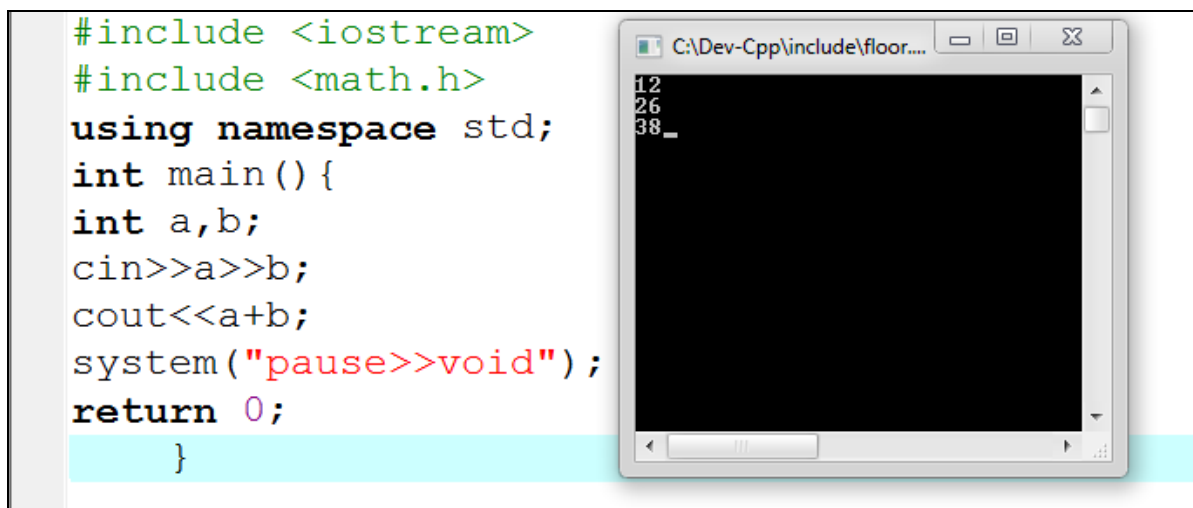 #include <iostream>
#include <math.h>
using namespace std;
int main(){
int a,b;
cin>>a>>b;
cout<<a+b;
system("pause>>void");
return 0;
}
C:\Dev-Cpp\include\floor....
12
26
38_